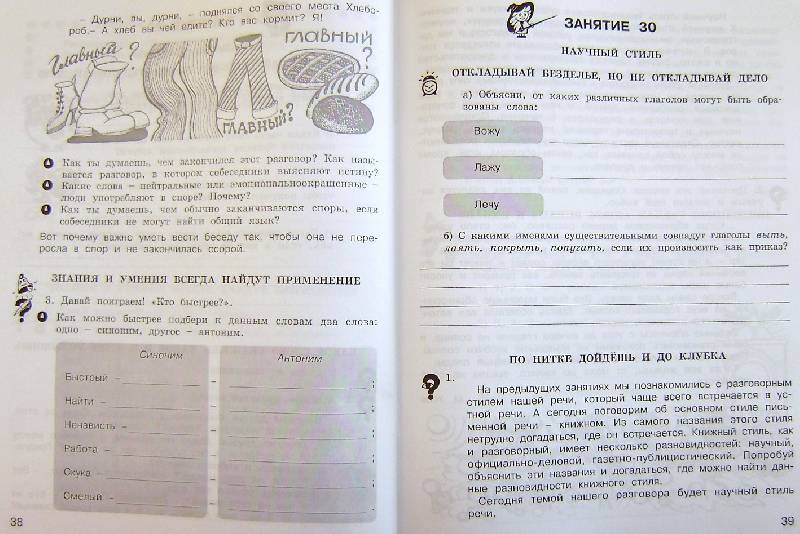 – Дурни, вы, дурни, – поднялся со своего места Хлебо-
роб.– А хлеб вы чей едите? Кто вас кормит? Я!
Главный ?
ГЛАВНЫЙ ?
ГЛАВНЫЙ?
Как ты думаешь, чем закончился этот разговор? Как назы-
вается разговор, в котором собеседники выясняют истину?
Какие слова – нейтральные или эмоциональноокрашенные –
люди употребляют в споре? Почему?
Как ты думаешь, чем обычно заканчиваются споры, если
собеседники не могут найти общий язык?
Вот почему важно уметь вести беседу так, чтобы она не пере-
росла в спор и не закончилась ссорой.
ЗНАНИЯ И УМЕНИЯ ВСЕГДА НАЙДУТ ПРИМЕНЕНИЕ
3. Давай поиграем! «Кто быстрее?».
Как можно быстрее подбери к данным словам два слова:
одно – синоним, другое – антоним.
Синоним Антоним
Быстрый – – ;
Найти – – ;
Ненависть – – ;
Работа – – ;
Скука – – ;
Смелый – – .
38
ЗАНЯТИЕ 30
НАУЧНЫЙ СТИЛЬ
ОТКЛАДЫВАЙ БЕЗДЕЛЬЕ, НО НЕ ОТКЛАДЫВАЙ ДЕЛО
а) Объясни, от каких различных глаголов могут быть обра-
зованы слова:
Вожу
Лажу
Лечу
б) С какими именами существительными совпадут глаголы выть,
лаять, покрыть, попугать, если их произносить как приказ?
ПО НИТКЕ ДОЙДЁШЬ И ДО КЛУБКА
1.
На предыдущих занятиях мы познакомились с разговорным
стилем нашей речи, который чаще всего встречается в ус-
тной речи. А сегодня поговорим об основном стиле пись-
менной речи – книжном. Из самого названия этого стиля
нетрудно догадаться, где он встречается. Книжный стиль, как
и разговорный, имеет несколько разновидностей: научный,
официально-деловой, газетно-публицистический. Попробуй
объяснить эти названия и догадаться, где можно найти дан-
ные разновидности книжного стиля.
Сегодня темой нашего разговора будет научный стиль
речи.
39